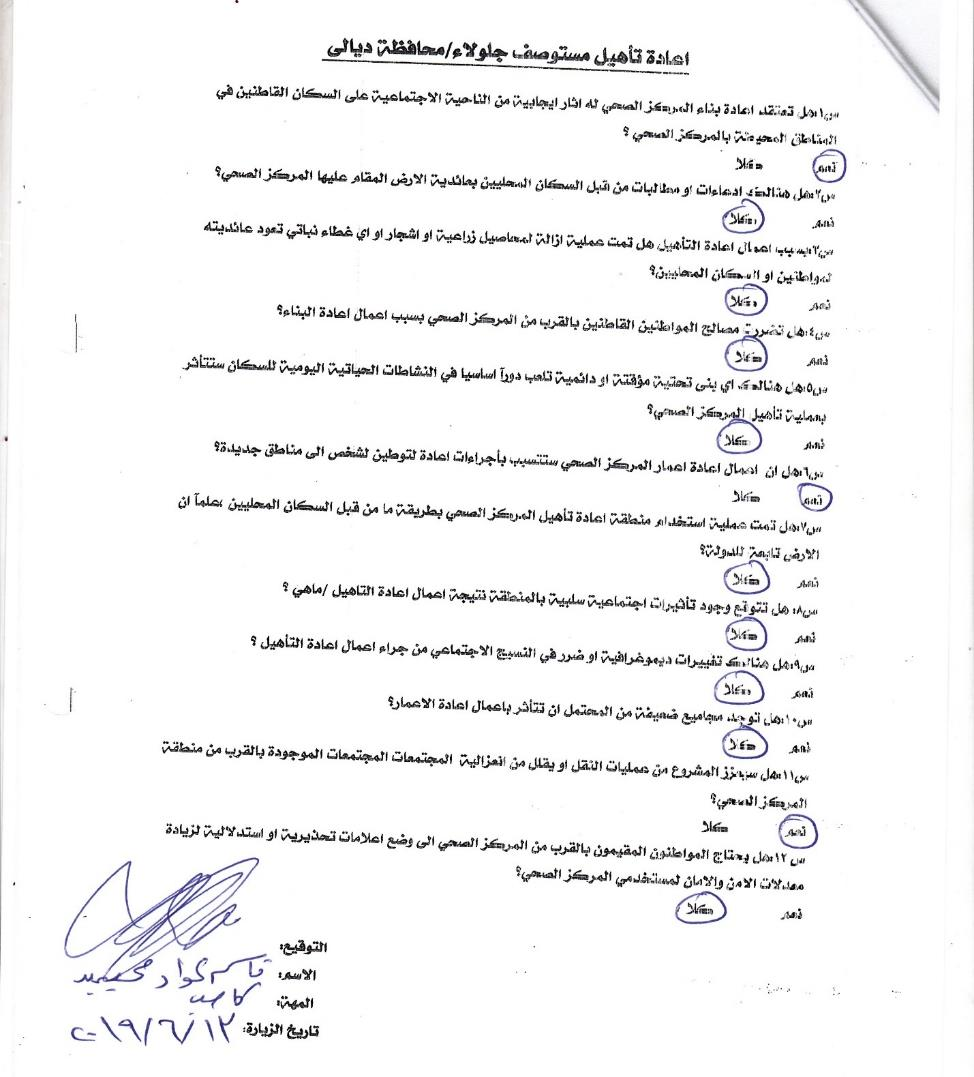 اعادة تأهيل مستوصف جلولاء/محافظة ديالى
س١:هل تعتقد اعادة بناء المركز الصحي له اثار ايجابية من الناحية الاجتماعية على السكان القاطنين في
المناطق المحيطة بالمركز الصحي ؟
نعم كلا
س٢:هل هنالك ادعاءات او مطالبات من قبل السكان المحليين بعائدية الارض المقام عليها المركز الصحي؟
نعم كلا
س٣:بسبب اعمال اعادة التأهيل هل تمت عملية ازالة لمحاصيل زراعية او اشجار او اي غطاء نباتي تعود عائديته
لمواطنين او السكان المحليين؟
نعم كلا
س٤:هل تضررت مصالح المواطنين القاطنين بالقرب من المركز الصحي بسبب اعمال اعادة البناء؟
نعم كلا
س٥:هل هنالك اي بنى تحتية مؤقتة او دائمية تلعب دورآ اساسيا في النشاطات الحياتية اليومية للسكان ستتأثر
بعملية تأهيل المركز الصحي؟
نعم كلا
س٦:هل ان اعمال اعادة اعمار المركز الصحي ستتسبب بأجراءات اعادة لتوطين لشخص الى مناطق جديدة؟
نعم كلا
س٧:هل تمت عملية استخدام منطقة اعادة تأهيل المركز الصحي بطريقة ما من قبل السكان المحليين ،علمآ ان
الارض تابعة للدولة؟
نعم كلا
س٨: هل تتوقع وجود تأثيرات اجتماعية سلبية بالمنطقة نتيجة اعمال اعادة التاهيل /ماهي ؟
نعم كلا
س٩:هل هنالك تغييرات ديموغرافية او ضرر في النسيج الاجتماعي من جراء اعمال اعادة التأهيل ؟
نعم كلا
س١٠:هل توجد مجاميع ضعيفة من المحتمل ان تتأثر باعمال اعادة الاعمار؟
نعم كلا
س١١:هل سيعزز المشروع من عمليات النقل او يقلل من انعزالية المجتمعات المجتمعات الموجودة بالقرب من منطقة
المركز الصحي؟
نعم كلا
س١٢:هل يحتاج المواطنون المقيمون بالقرب من المركز الصحي الى وضع اعلامات تحذيرية او استدلالية لزيادة
معدلات الامن والامان لمستخدمي المركز الصحي؟
نعم كلا
التوقيع:
الاسم: قاسم جواد
المهة: كاسب
تاريخ الزيارة: ٢٠١٩/٦/١٢